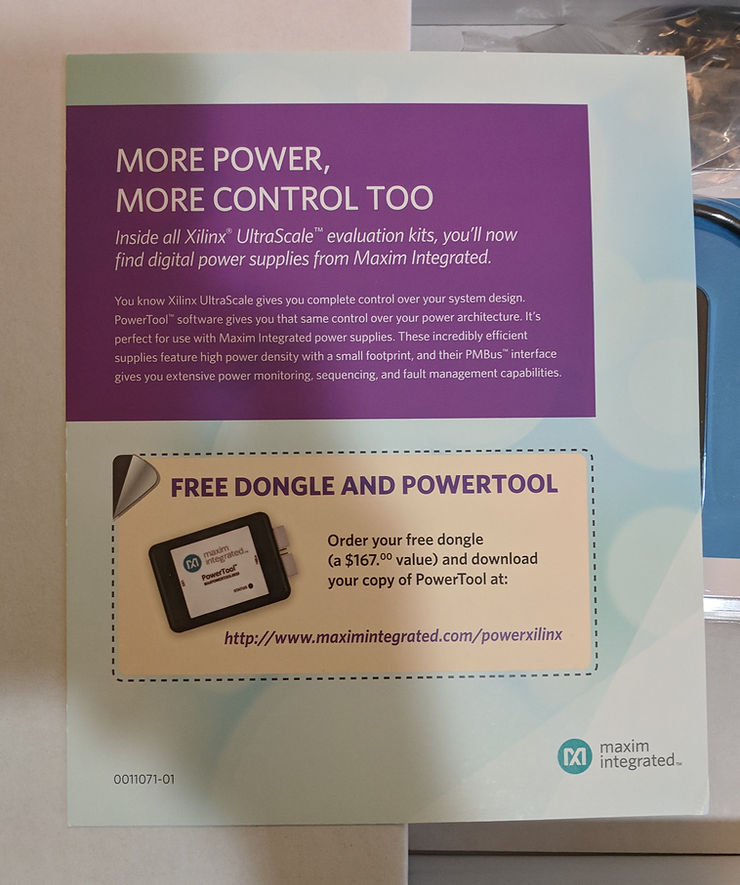 MORE POWER,
MORE CONTROL TOO
Inside all Xilinx® UltraScale™ evaluation kits, you'll now
find digital power supplies from Maxim Integrated.
You know Xilinx UltraScale gives you complete control over your system design.
PowerTool™ software gives you that same control over your power architecture. It's
perfect for use with Maxim Integrated power supplies. These incredibly efficient
supplies feature high power density with a small footprint, and their PMBus™ interface
gives you extensive power monitoring, sequencing, and fault management capabilities.
FREE DONGLE AND POWERTOOL
maxim
integrated™
PowerTool™
STATUS
Order your free dongle
(a $167.00 value) and download
your copy of PowerTool at:
http://www.maximintegrated.com/powerxilinx
0011071-01
maxim
integrated™